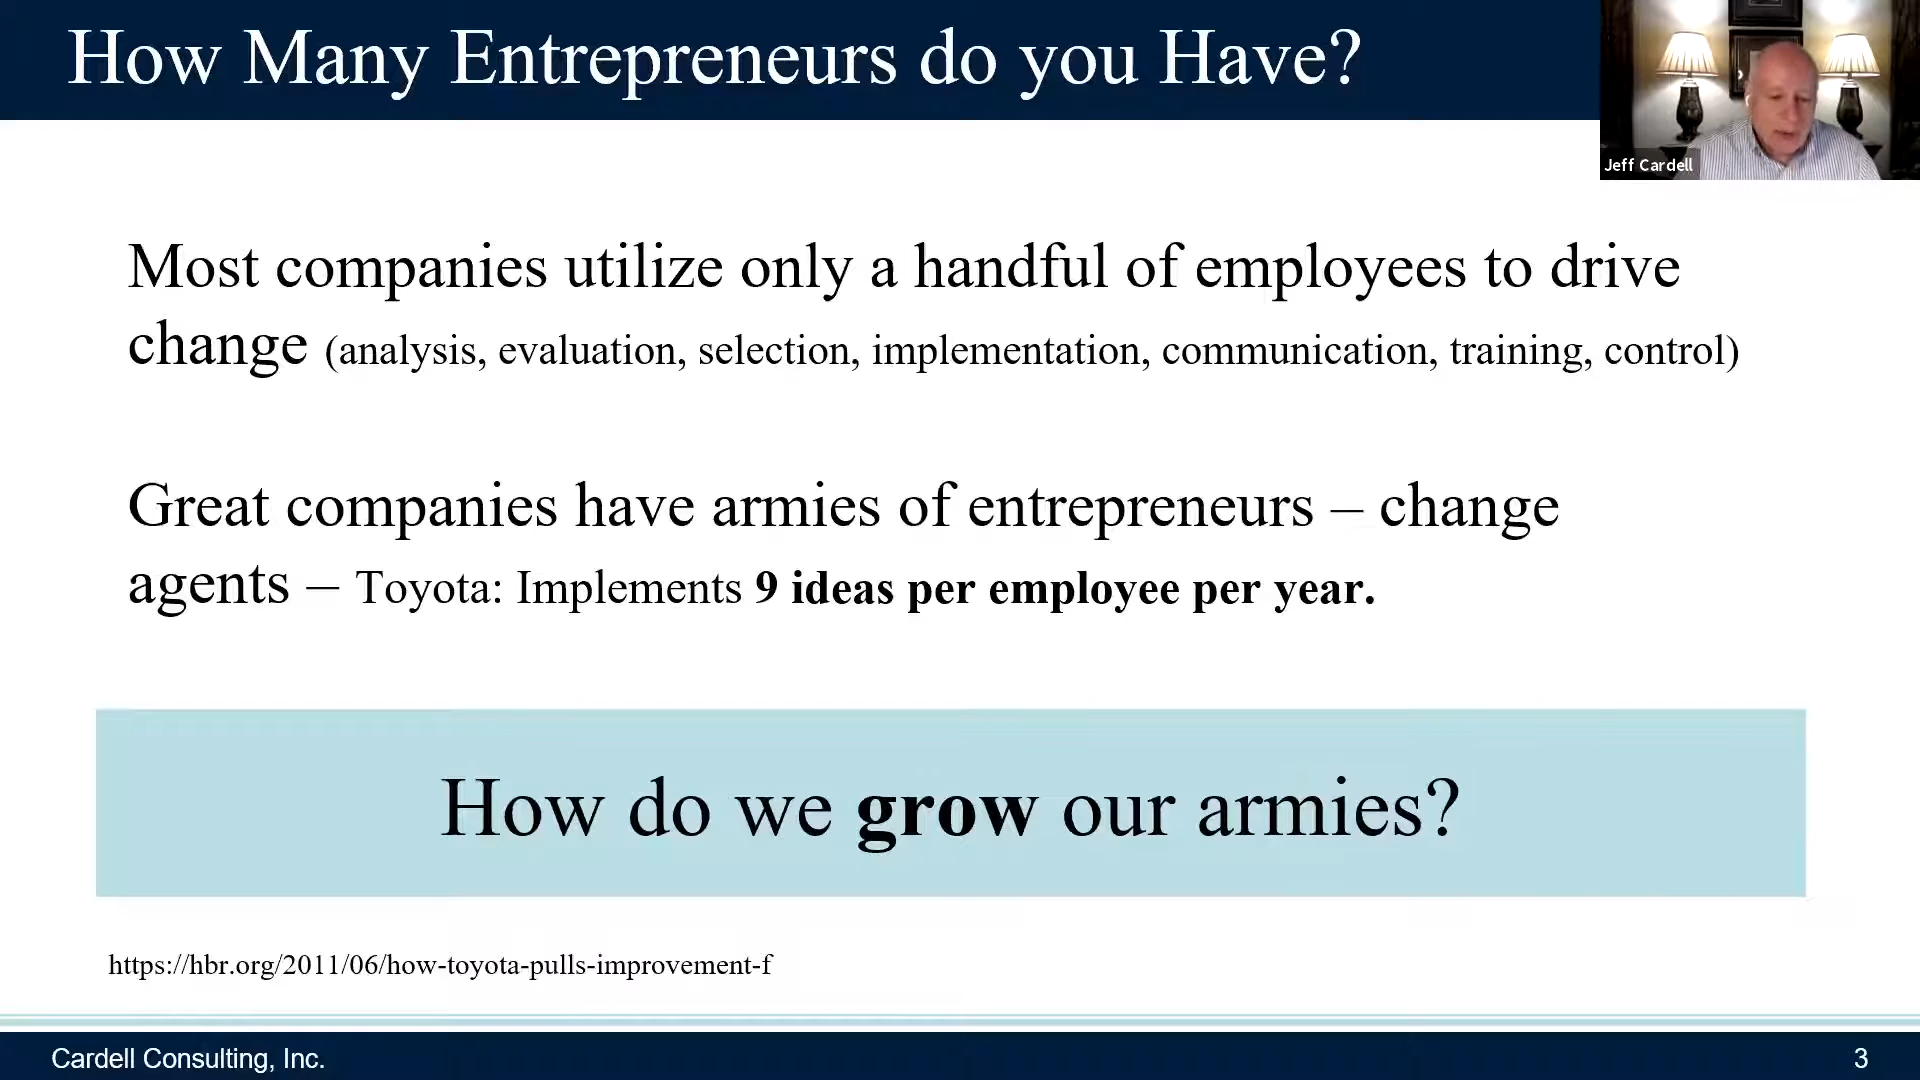 How Many Entrepreneurs do you Have?
Jeff Cardell
Most companies utilize only a handful of employees to drive
change (analysis, evaluation, selection, implementation, communication, training, control)
Great companies have armies of entrepreneurs – change
agents – Toyota: Implements 9 ideas per employee per year.
How do we grow our armies?
https://hbr.org/2011/06/how-toyota-pulls-improvement-f
Cardell Consulting, Inc.
3